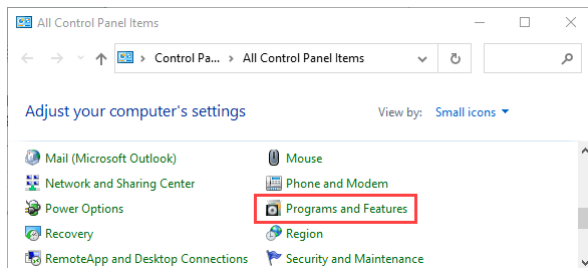 All Control Panel Items
Control Pa... > All Control Panel Items
Adjust your computer's settings
View by: Small icons
Mail (Microsoft Outlook)
Mouse
Network and Sharing Center
Phone and Modem
Power Options
Programs and Features
Recovery
Region
RemoteApp and Desktop Connections
Security and Maintenance